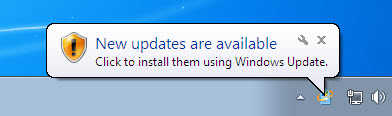 New updates are available
Click to install them using Windows Update.